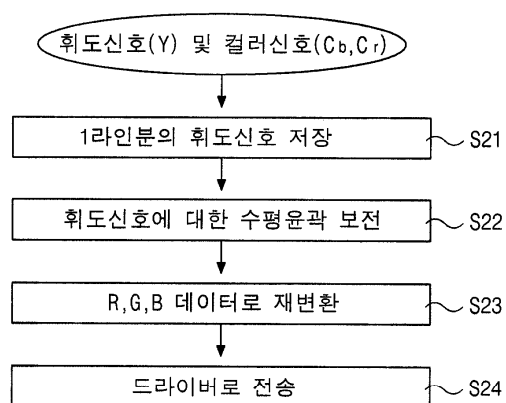 휘도신호(Y) 및 컬러신호(Cb,Cr)
1라인분의 휘도신호 저장
S21
휘도신호에 대한 수평윤곽 보전
S22
R,G,B 데이터로 재변환
S23
드라이버로 전송
S24